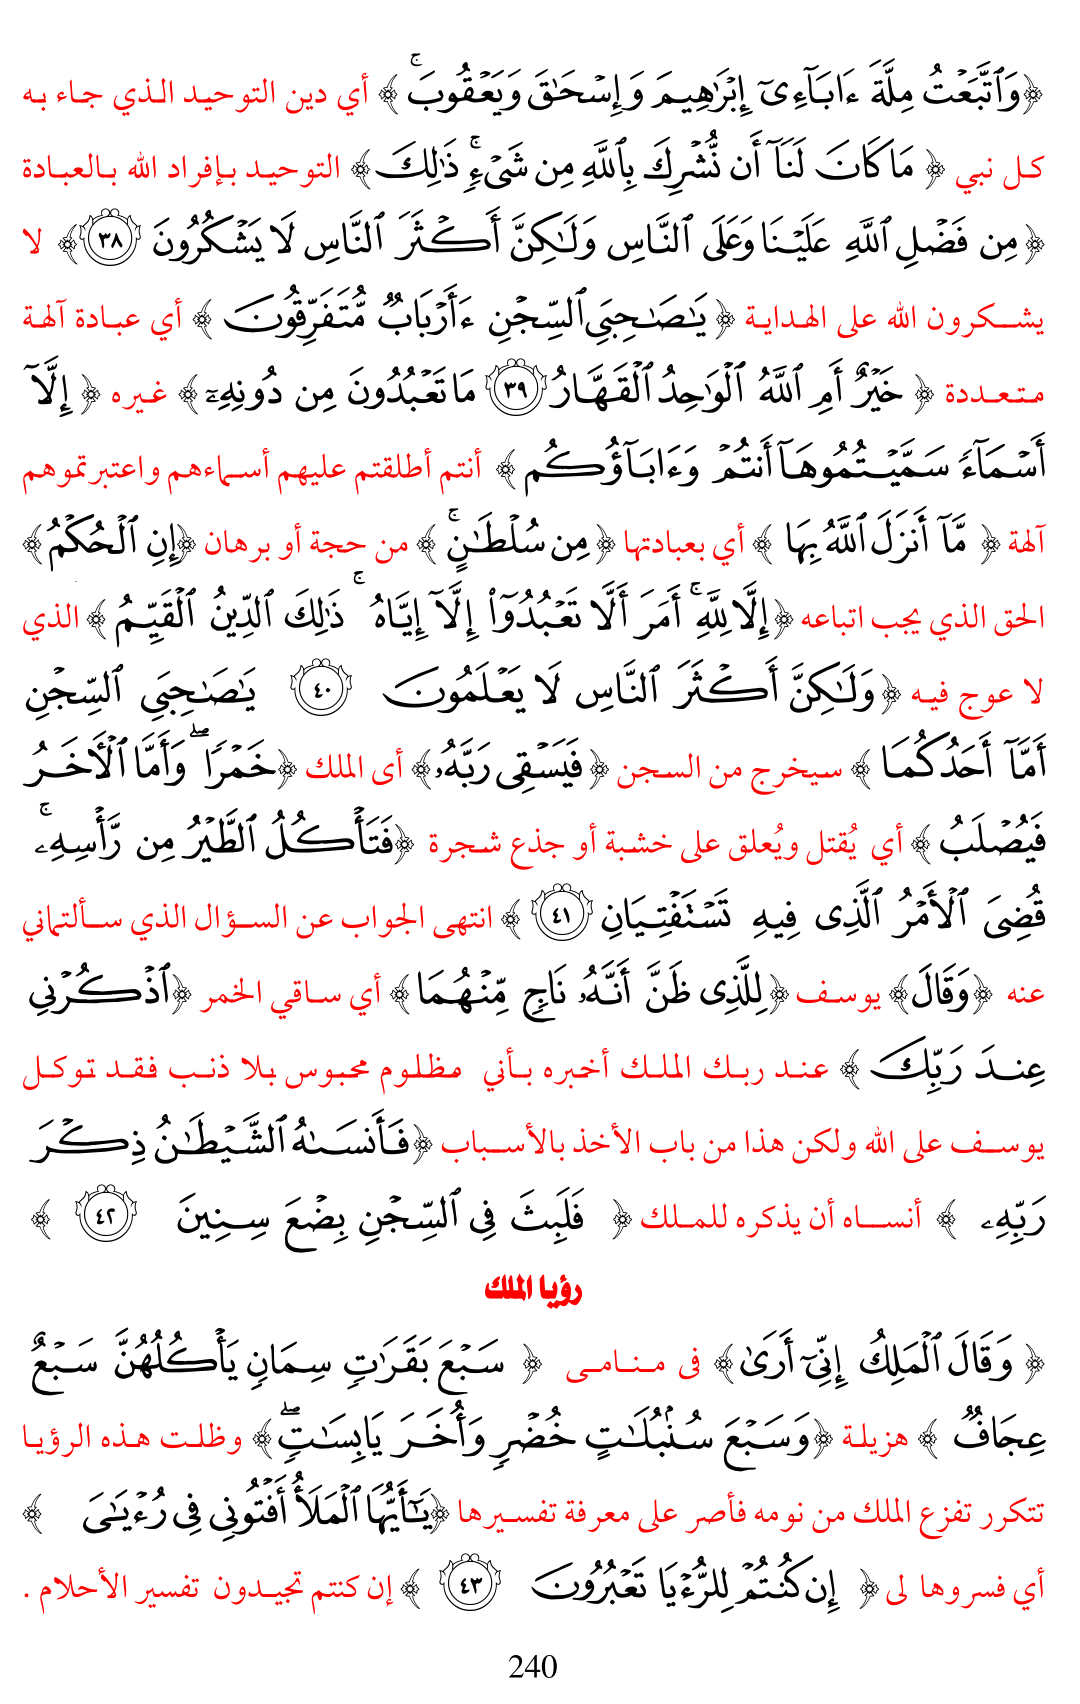 ﴿وَٱتَّبَعۡتُ مِلَّةَ ءَابَآءِىٓ إِبۡرَٰهِيمَ وَإِسۡحَٰقَ وَيَعۡقُوبَۚ ﴾ أي دين التوحيد الذي جاء به
كل نبي ﴿ مَا كَانَ لَنَآ أَن نُّشۡرِكَ بِٱللَّهِ مِن شَىۡءٍۚ ذَٰلِكَ﴾ التوحيد بإفراد الله بالعبادة
﴿ مِن فَضۡلِ ٱللَّهِ عَلَيۡنَا وَعَلَى ٱلنَّاسِ وَلَٰكِنَّ أَكۡثَرَ ٱلنَّاسِ لَا يَشۡكُرُونَ ٣٨﴾ لا
يشكرون الله على الهداية ﴿ يَٰصَٰحِبَىِ ٱلسِّجۡنِ ءَأَرۡبَابٞ مُّتَفَرِّقُونَ ﴾ أي عبادة آلهة
متعددة ﴿ خَيۡرٌ أَمِ ٱللَّهُ ٱلۡوَٰحِدُ ٱلۡقَهَّارُ ٣٩ مَا تَعۡبُدُونَ مِن دُونِهِۦٓ﴾ غيره ﴿ إِلَّآ
أَسۡمَآءٗ سَمَّيۡتُمُوهَآ أَنتُمۡ وَءَابَآؤُكُم ﴾ أنتم أطلقتم عليهم أسماءهم واعتبرتموهم
آلهة ﴿ مَّآ أَنزَلَ ٱللَّهُ بِهَا ﴾ أي بعبادتها ﴿مِن سُلۡطَٰنٍۚ ﴾ من حجة أو برهان ﴿إِنِ ٱلۡحُكۡمُ﴾
الحق الذي يجب اتباعه ﴿إِلَّا لِلَّهِۚ أَمَرَ أَلَّا تَعۡبُدُوٓاْ إِلَّآ إِيَّاهُۚ ذَٰلِكَ ٱلدِّينُ ٱلۡقَيِّمُ﴾ الذي
لا عوج فيه ﴿وَلَٰكِنَّ أَكۡثَرَ ٱلنَّاسِ لَا يَعۡلَمُونَ ٤٠ يَٰصَٰحِبَىِ ٱلسِّجۡنِ
أَمَّآ أَحَدُكُمَا ﴾ سيخرج من السجن ﴿ فَيَسۡقِى رَبَّهُۥ﴾ أى الملك ﴿خَمۡرٗاۖ وَأَمَّا ٱلۡأٓخَرُ
فَيُصۡلَبُ ﴾ أي يُقتل ويُعلق على خشبة أو جذع شجرة ﴿فَتَأۡكُلُ ٱلطَّيۡرُ مِن رَّأۡسِهِۦۚ
قُضِىَ ٱلۡأَمۡرُ ٱلَّذِى فِيهِ تَسۡتَفۡتِيَانِ ٤١ ﴾ انتهى الجواب عن السؤال الذي سألتماني
عنه ﴿وَقَالَ﴾ يوسف ﴿لِلَّذِى ظَنَّ أَنَّهُۥ نَاجٖ مِّنۡهُمَا﴾ أي ساقي الخمر ﴿ٱذۡكُرۡنِى
عِندَ رَبِّكَ ﴾ عند ربك الملك أخبره بأني مظلوم محبوس بلا ذنب فقد توكل
يوسف على الله ولكن هذا من باب الأخذ بالأسباب ﴿فَأَنسَىٰهُ ٱلشَّيۡطَٰنُ ذِكۡرَ
رَبِّهِۦ ﴾ أنساه أن يذكره للملك ﴿ فَلَبِثَ فِى ٱلسِّجۡنِ بِضۡعَ سِنِينَ ٤٢ ﴾
رؤيا الملك
﴿ وَقَالَ ٱلۡمَلِكُ إِنِّىٓ أَرَىٰ﴾ فى منامى ﴿ سَبۡعَ بَقَرَٰتٖ سِمَانٖ يَأۡكُلُهُنَّ سَبۡعٌ
عِجَافٞ ﴾ هزيلة ﴿وَسَبۡعَ سُنۢبُلَٰتٍ خُضۡرٖ وَأُخَرَ يَابِسَٰتٖۖ﴾ وظلت هذه الرؤيا
تتكرر تفزع الملك من نومه فأصر على معرفة تفسيرها ﴿يَٰٓأَيُّهَا ٱلۡمَلَأُ أَفۡتُونِى فِى رُءۡيَٰىَ ﴾
أي فسروها لى ﴿ إِن كُنتُمۡ لِلرُّءۡيَا تَعۡبُرُونَ ٤٣ ﴾ إن كنتم تجيدون تفسير الأحلام .
240